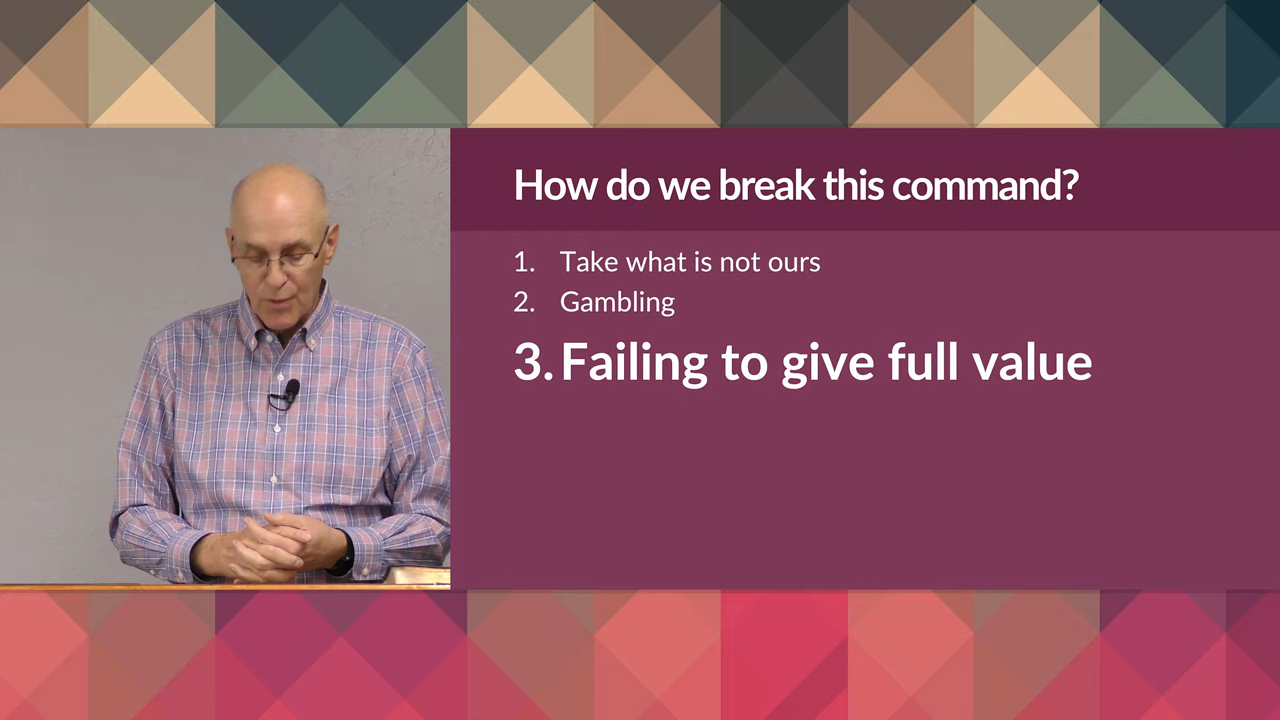 How do we break this command?
1. Take what is not ours
2. Gambling
3. Failing to give full value